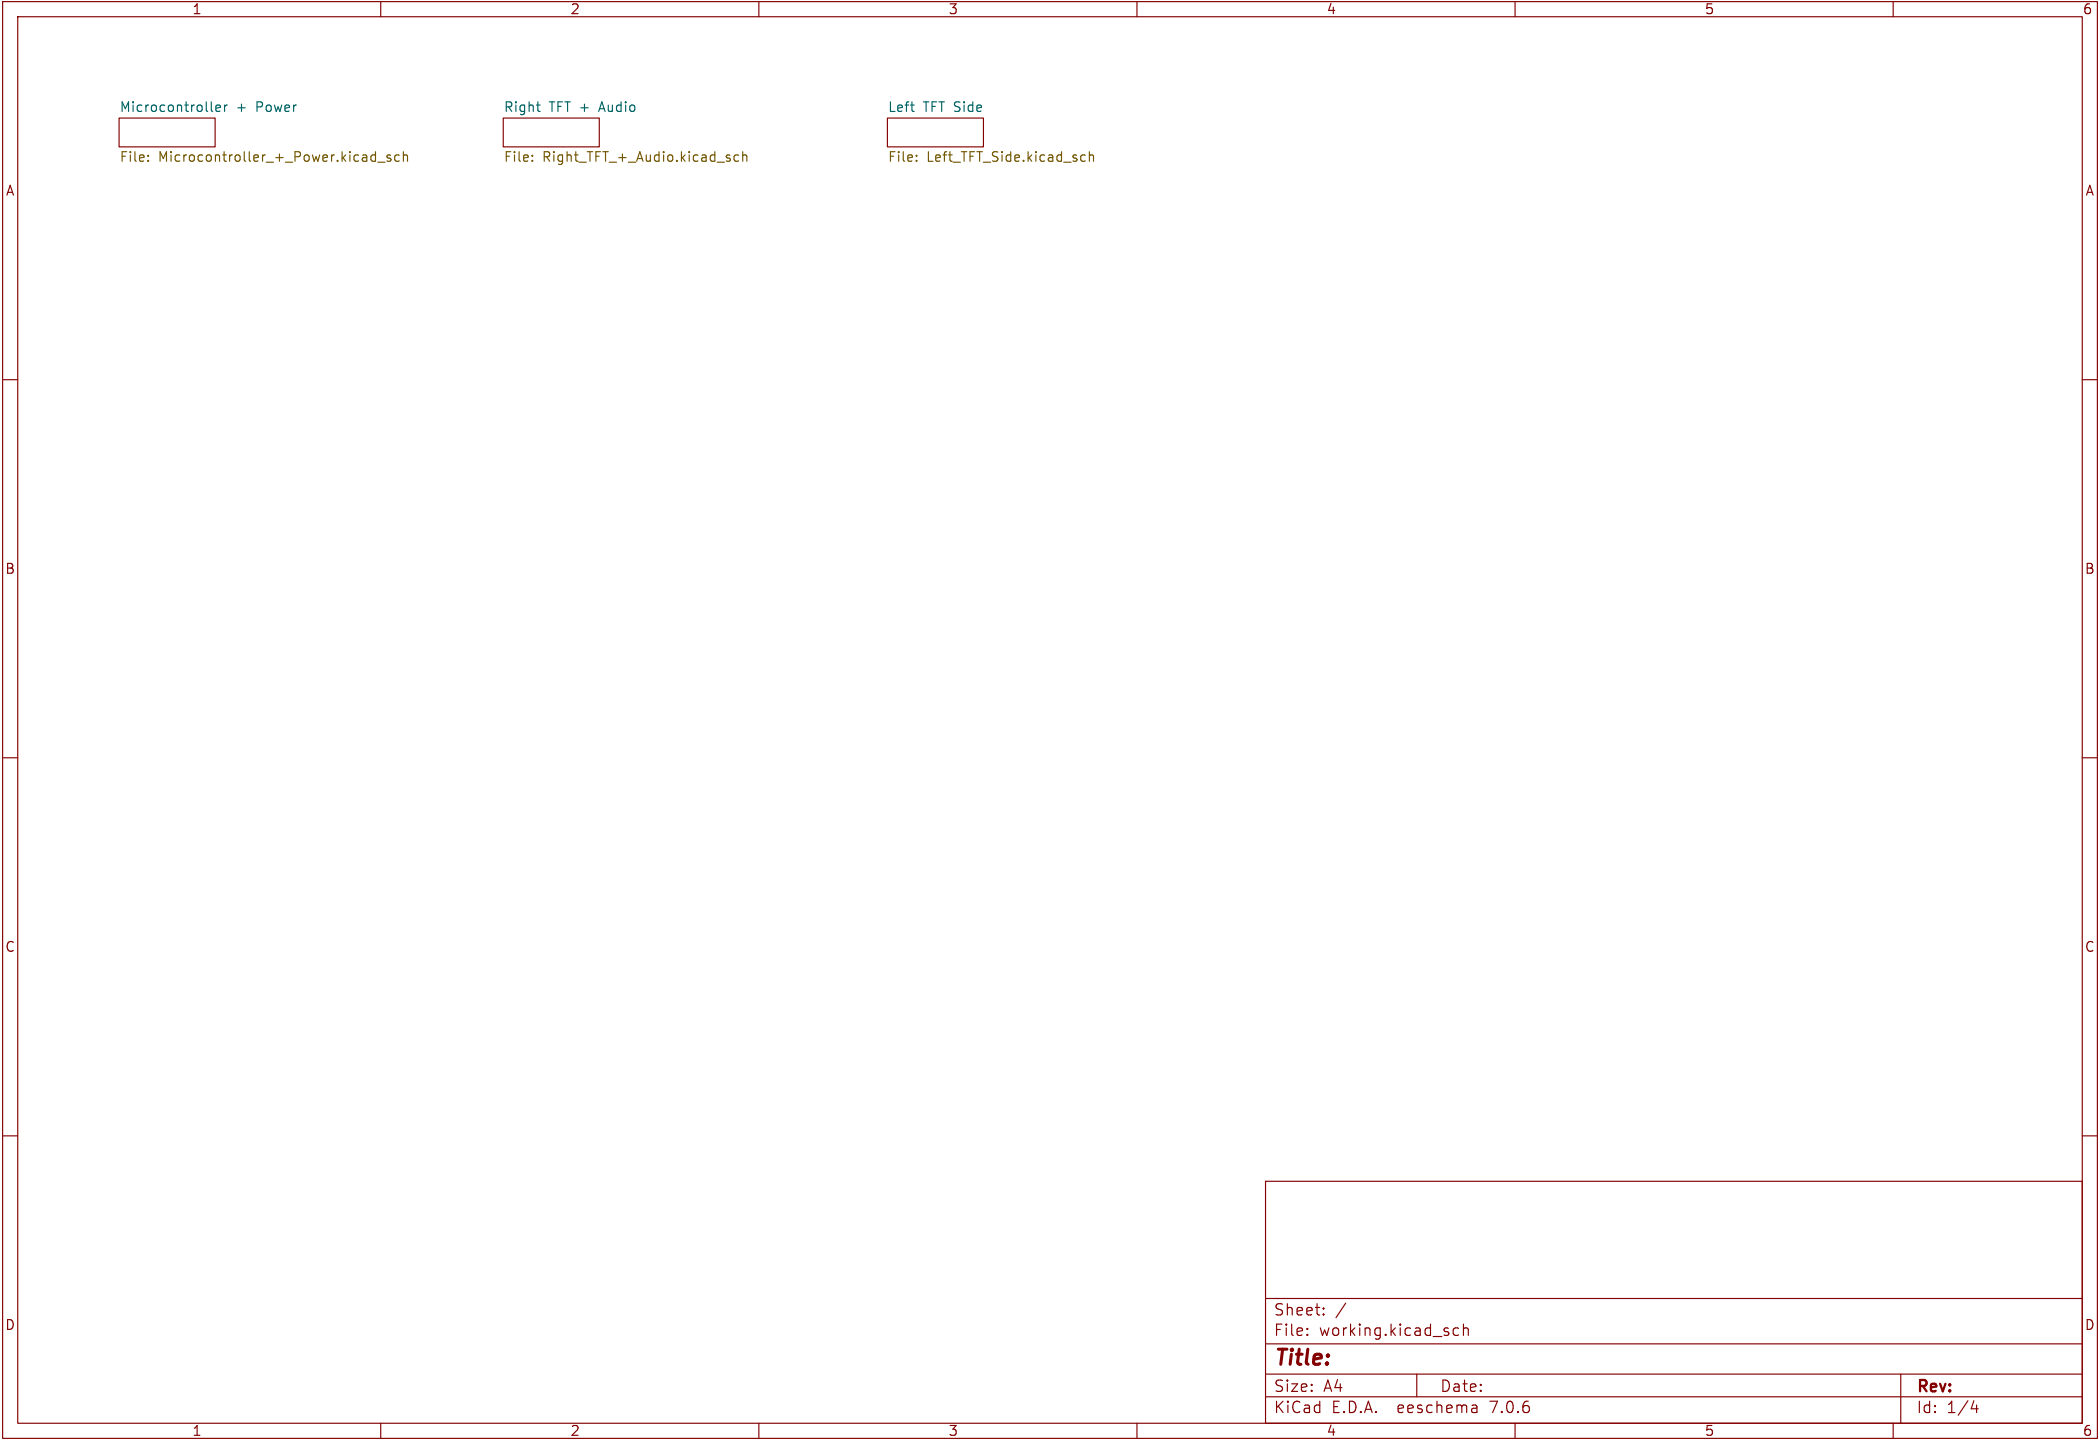 1 2 3 4 5 6
Microcontroller + Power
File: Microcontroller_+_Power.kicad_sch
Right TFT + Audio
File: Right_TFT_+_Audio.kicad_sch
Left TFT Side
File: Left_TFT_Side.kicad_sch
A A
B B
C C
D D
Sheet: /
File: working.kicad_sch
Title:
Size: A4 Date: Rev:
KiCad E.D.A. eeschema 7.0.6 Id: 1/4
1 2 3 4 5 6